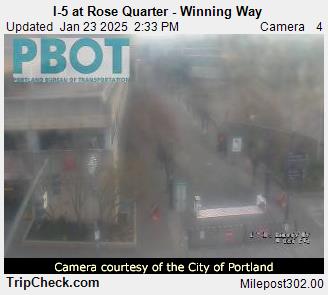 I-5 at Rose Quarter - Winning Way
Updated Jan 23 2025 2:33 PM Camera 4
PBOT
PORTLAND BUREAU OF TRANSPORTATION
Camera courtesy of the City of Portland
TripCheck.com Milepost302.00